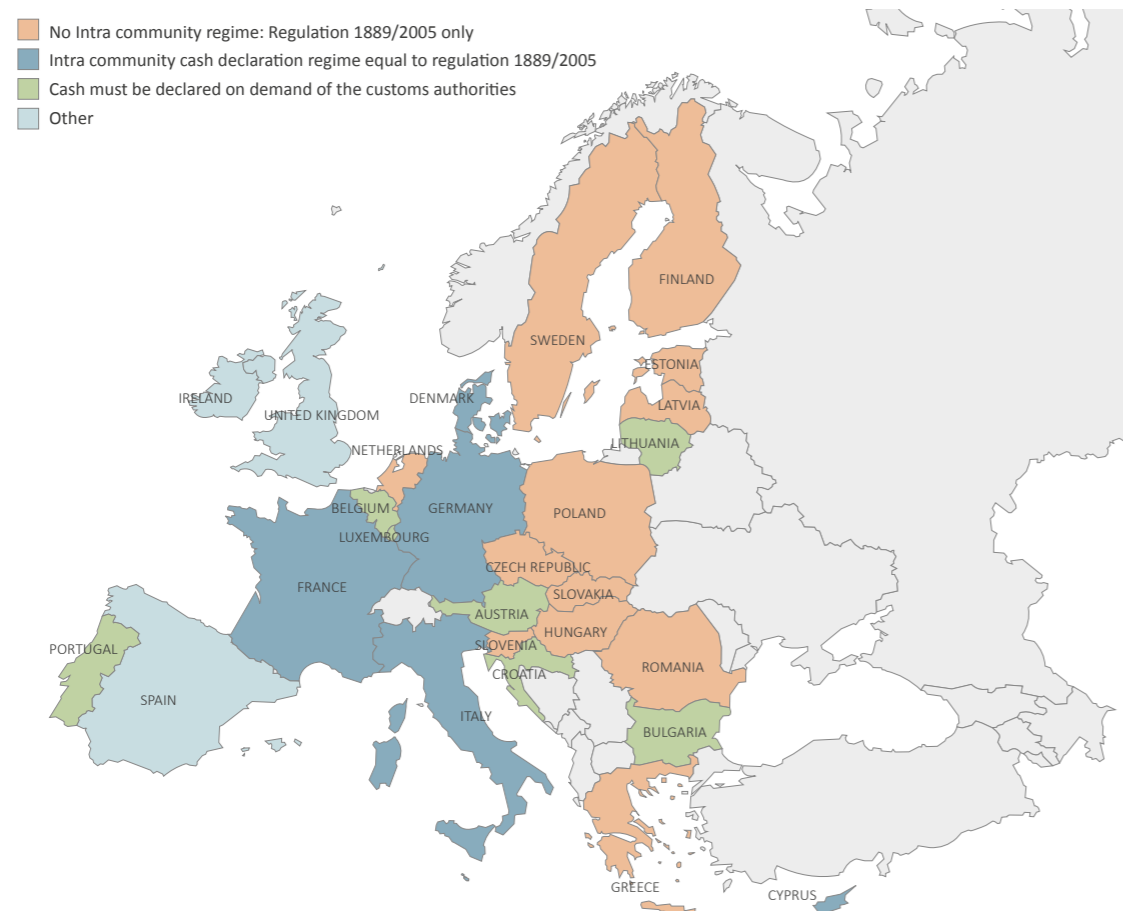 No Intra community regime: Regulation 1889/2005 only
Intra community cash declaration regime equal to regulation 1889/2005
Cash must be declared on demand of the customs authorities
Other
FINLAND
SWEDEN
ESTONIA
IRELAND
DENMARK
LATVIA
UNITED KINGDOM
LITHUANIA
NETHERLANDS
BELGIUM
GERMANY
POLAND
LUXEMBOURG
CZECH REPUBLIC
FRANCE
SLOVAKIA
AUSTRIA
HUNGARY
PORTUGAL
SLOVENIA
ROMANIA
CROATIA
SPAIN
ITALY
BULGARIA
GREECE
CYPRUS